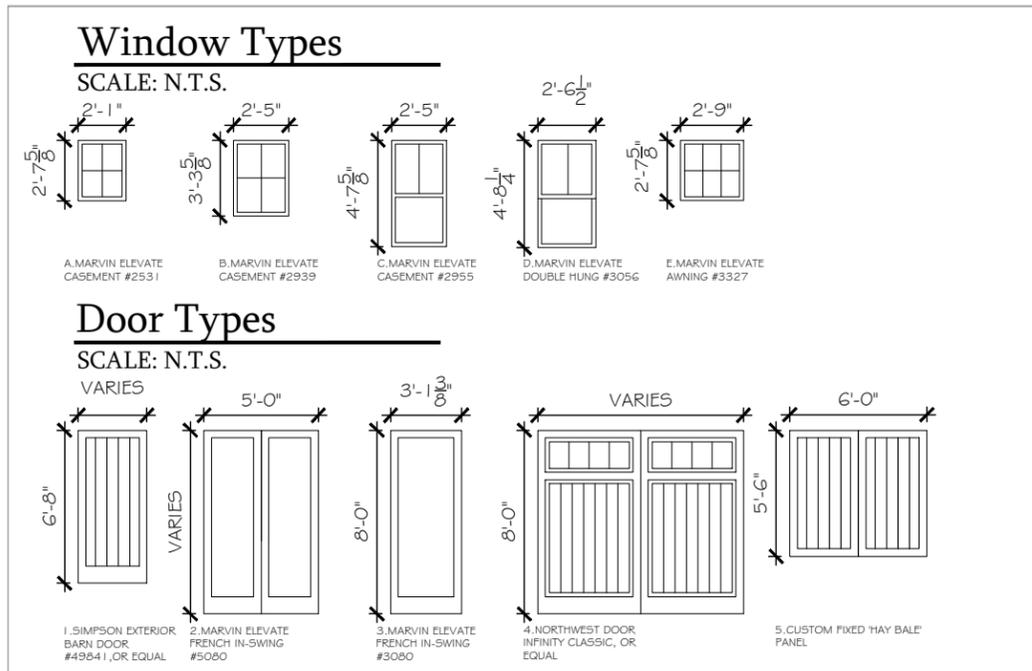 Window Types
SCALE: N.T.S.
2'-1"
2'-5"
2'-5"
2'-6 1/2"
2'-9"
2'-7 5/8"
3'-3 5/8"
4'-7 5/8"
4'-8 1/4"
2'-7 5/8"
A.MARVIN ELEVATE
CASEMENT #2531
B.MARVIN ELEVATE
CASEMENT #2939
C.MARVIN ELEVATE
CASEMENT #2955
D.MARVIN ELEVATE
DOUBLE HUNG #3056
E.MARVIN ELEVATE
AWNING #3327
Door Types
SCALE: N.T.S.
VARIES
5'-0"
3'-1 3/8"
VARIES
6'-0"
6'-8"
VARIES
8'-0"
8'-0"
5'-6"
1.SIMPSON EXTERIOR
BARN DOOR
#49841,OR EQUAL
2.MARVIN ELEVATE
FRENCH IN-SWING
#5080
3.MARVIN ELEVATE
FRENCH IN-SWING
#3080
4.NORTHWEST DOOR
INFINITY CLASSIC, OR
EQUAL
5.CUSTOM FIXED 'HAY BALE'
PANEL